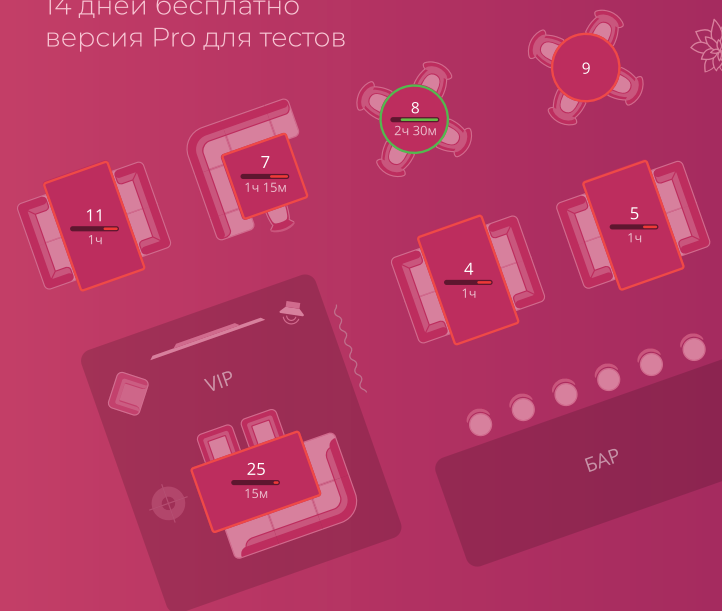 14 дней бесплатно
версия Pro для тестов
9
8
2ч 30м
7
1ч 15м
11
1ч
5
1ч
4
1ч
VIP
БАР
25
15м